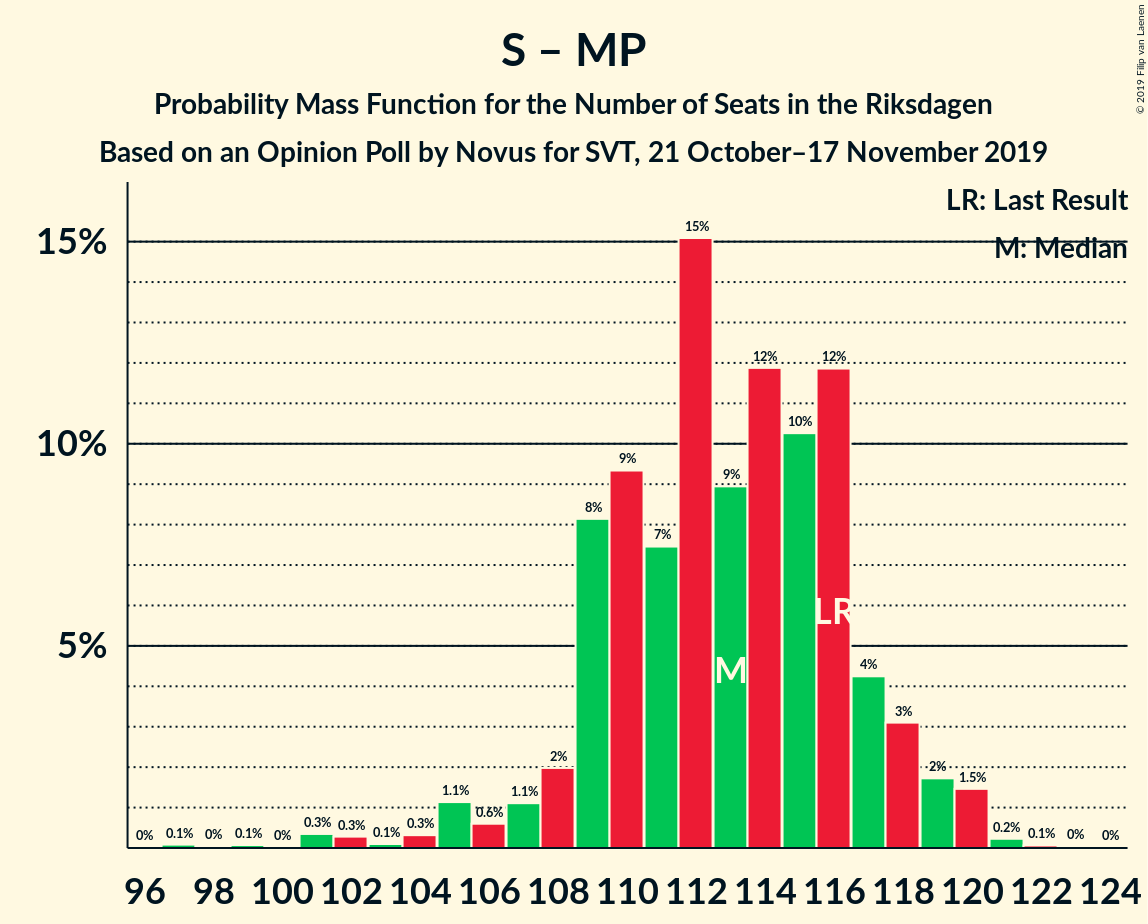 S – MP
Probability Mass Function for the Number of Seats in the Riksdagen
Based on an Opinion Poll by Novus for SVT, 21 October–17 November 2019
© 2019 Filip van Laenen
LR: Last Result
M: Median
15%
10%
5%
0% 0.1% 0% 0.1% 0% 0.3% 0.3% 0.1% 0.3% 1.1% 0.6% 1.1% 2% 8% 9% 7% 15% 9% 12% 10% 12% 4% 3% 2% 1.5% 0.2% 0.1% 0% 0%
LR
M
96 98 100 102 104 106 108 110 112 114 116 118 120 122 124